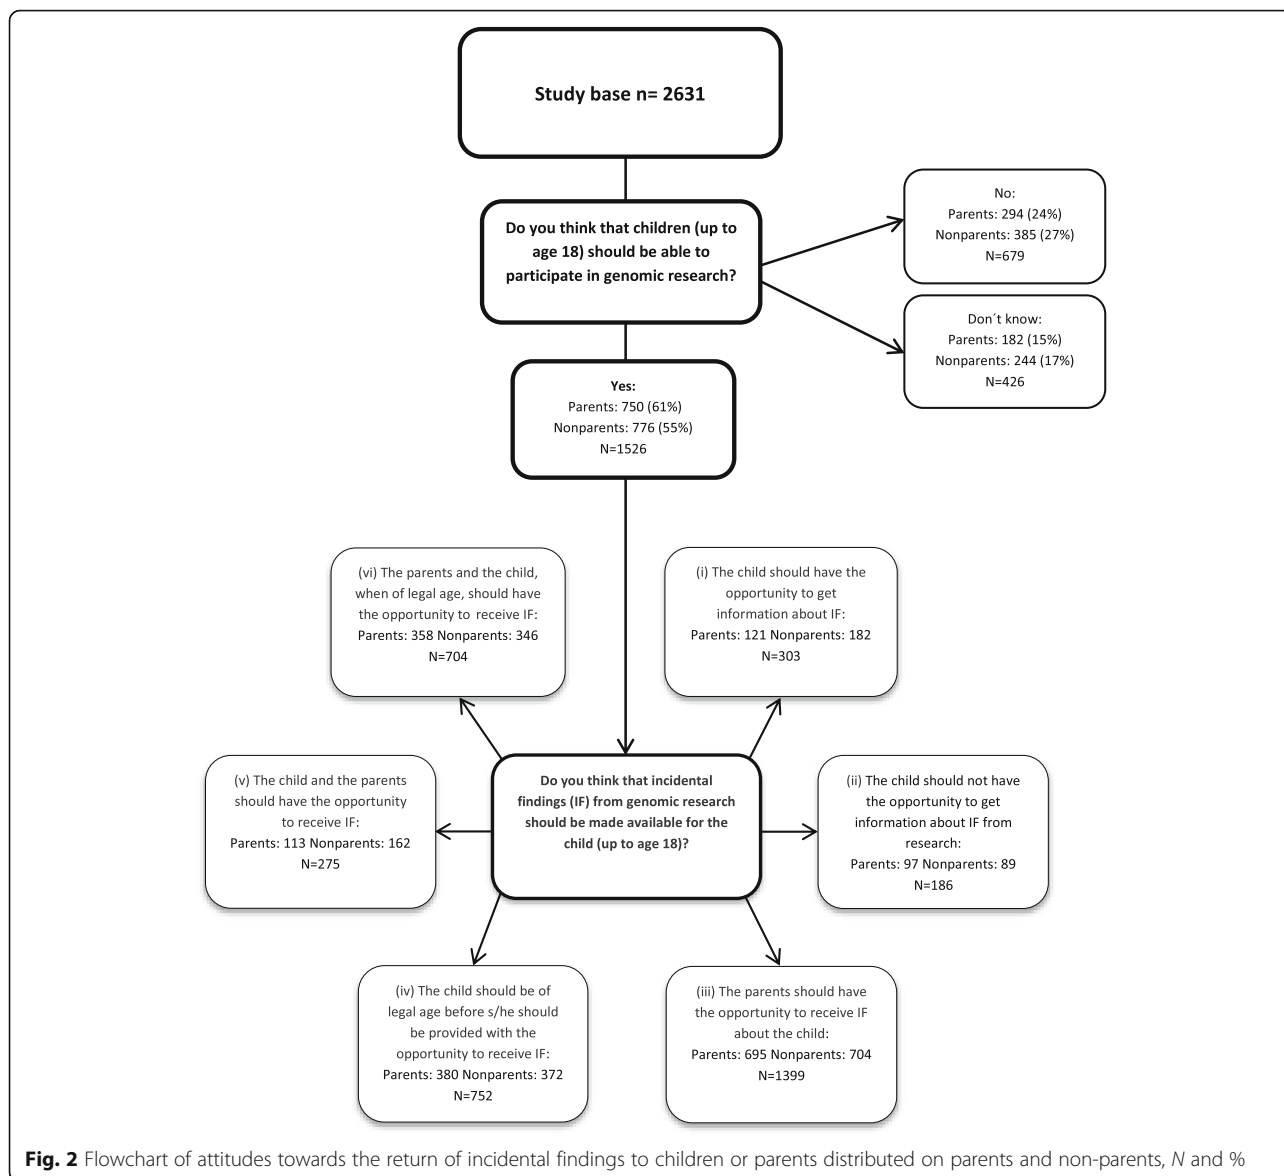 Study base n= 2631
Do you think that children (up to
age 18) should be able to
participate in genomic research?
No:
Parents: 294 (24%)
Nonparents: 385 (27%)
N=679
Don´t know:
Parents: 182 (15%)
Nonparents: 244 (17%)
N=426
Yes:
Parents: 750 (61%)
Nonparents: 776 (55%)
N=1526
(vi) The parents and the child,
when of legal age, should have
the opportunity to receive IF:
Parents: 358 Nonparents: 346
N=704
(i) The child should have the
opportunity to get
information about IF:
Parents: 121 Nonparents: 182
N=303
(v) The child and the parents
should have the opportunity
to receive IF:
Parents: 113 Nonparents: 162
N=275
Do you think that incidental
findings (IF) from genomic research
should be made available for the
child (up to age 18)?
(ii) The child should not have
the opportunity to get
information about IF from
research:
Parents: 97 Nonparents: 89
N=186
(iv) The child should be of
legal age before s/he should
be provided with the
opportunity to receive IF:
Parents: 380 Nonparents: 372
N=752
(iii) The parents should have
the opportunity to receive IF
about the child:
Parents: 695 Nonparents: 704
N=1399
Fig. 2 Flowchart of attitudes towards the return of incidental findings to children or parents distributed on parents and non-parents, N and %